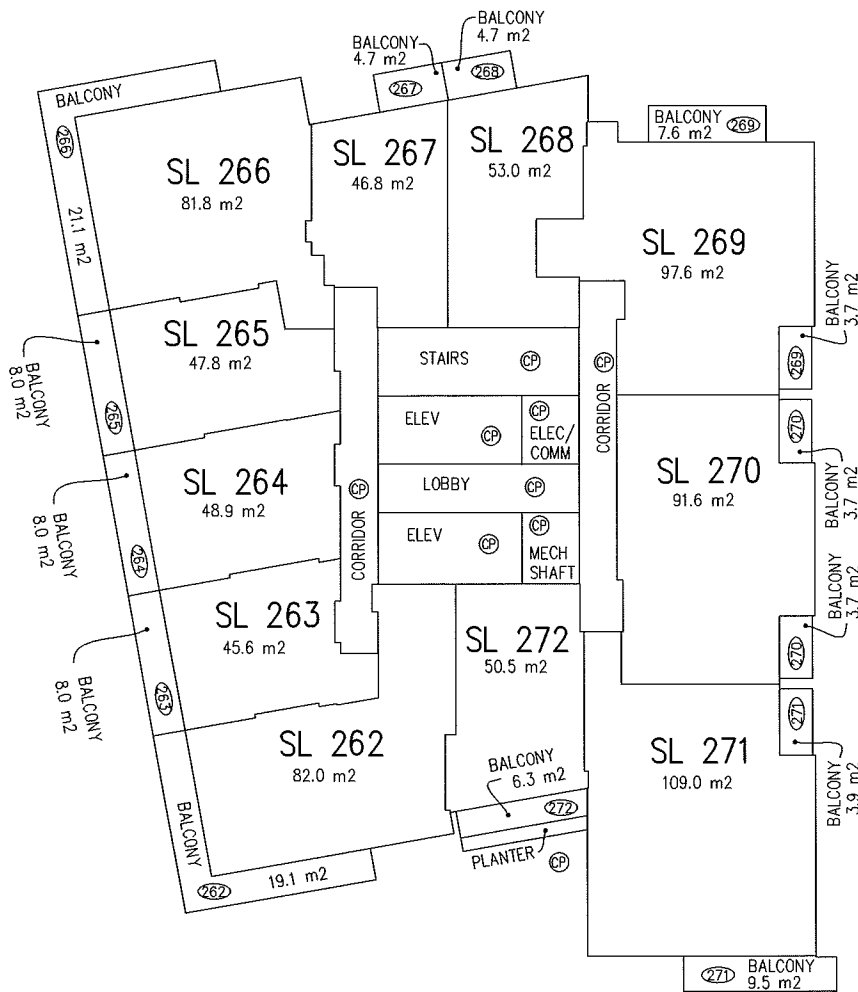 BALCONY
4.7 m2
BALCONY
4.7 m2
267
268
BALCONY
266
21.1 m2
SL 266
81.8 m2
SL 267
46.8 m2
SL 268
53.0 m2
BALCONY
7.6 m2
269
SL 269
97.6 m2
BALCONY
3.7 m2
269
SL 265
47.8 m2
BALCONY
8.0 m2
265
STAIRS
CP
CP
CORRIDOR
ELEV
CP
CP
ELEC/
COMM
270
BALCONY
3.7 m2
SL 270
91.6 m2
SL 264
48.9 m2
BALCONY
8.0 m2
264
CP
CORRIDOR
LOBBY
CP
ELEV
CP
CP
MECH
SHAFT
BALCONY
3.7 m2
270
SL 263
45.6 m2
BALCONY
8.0 m2
263
SL 272
50.5 m2
271
BALCONY
3.9 m2
SL 262
82.0 m2
BALCONY
6.3 m2
272
SL 271
109.0 m2
PLANTER
CP
BALCONY
262
19.1 m2
271
BALCONY
9.5 m2